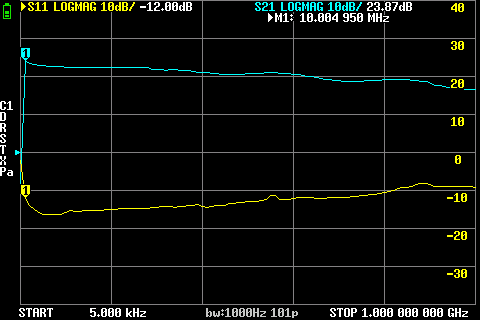 ▶S11 LOGMAG 10dB/ -12.00dB S21 LOGMAG 10dB/ 23.87dB
▶M1: 10.004 950 MHz
40
30
1
20
10
C1
D
R
S
T
X
Pa
0
1
-10
-20
-30
START 5.000 kHz bw:1000Hz 101p STOP 1.000 000 000 GHz